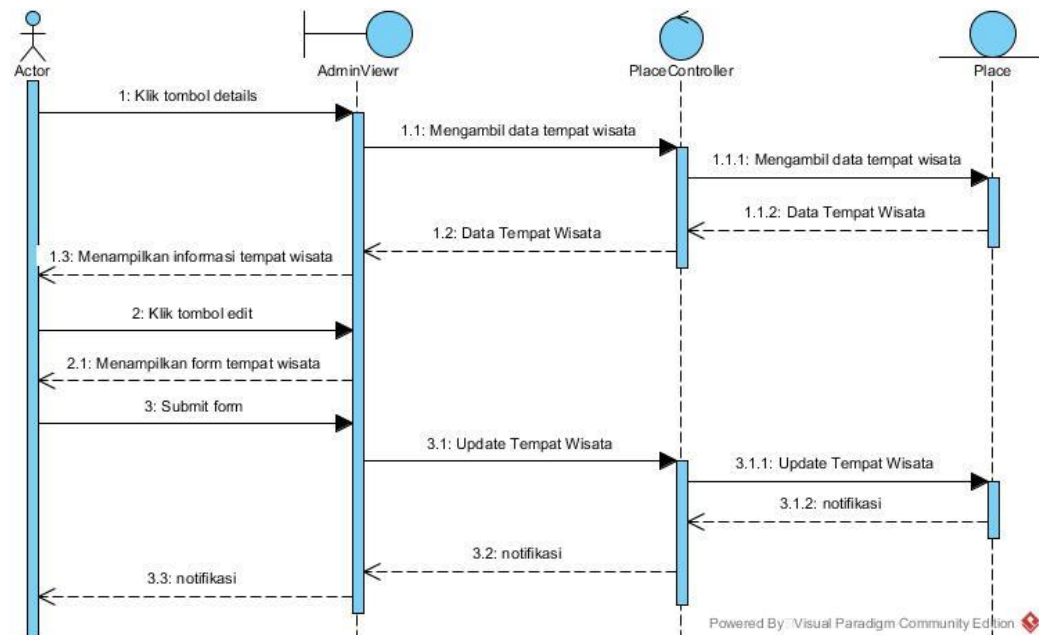 Actor
AdminViewr
PlaceController
Place
1: Klik tombol details
1.1: Mengambil data tempat wisata
1.1.1: Mengambil data tempat wisata
1.1.2: Data Tempat Wisata
1.2: Data Tempat Wisata
1.3: Menampilkan informasi tempat wisata
2: Klik tombol edit
2.1: Menampilkan form tempat wisata
3: Submit form
3.1: Update Tempat Wisata
3.1.1: Update Tempat Wisata
3.1.2: notifikasi
3.2: notifikasi
3.3: notifikasi
Powered By Visual Paradigm Community Edition